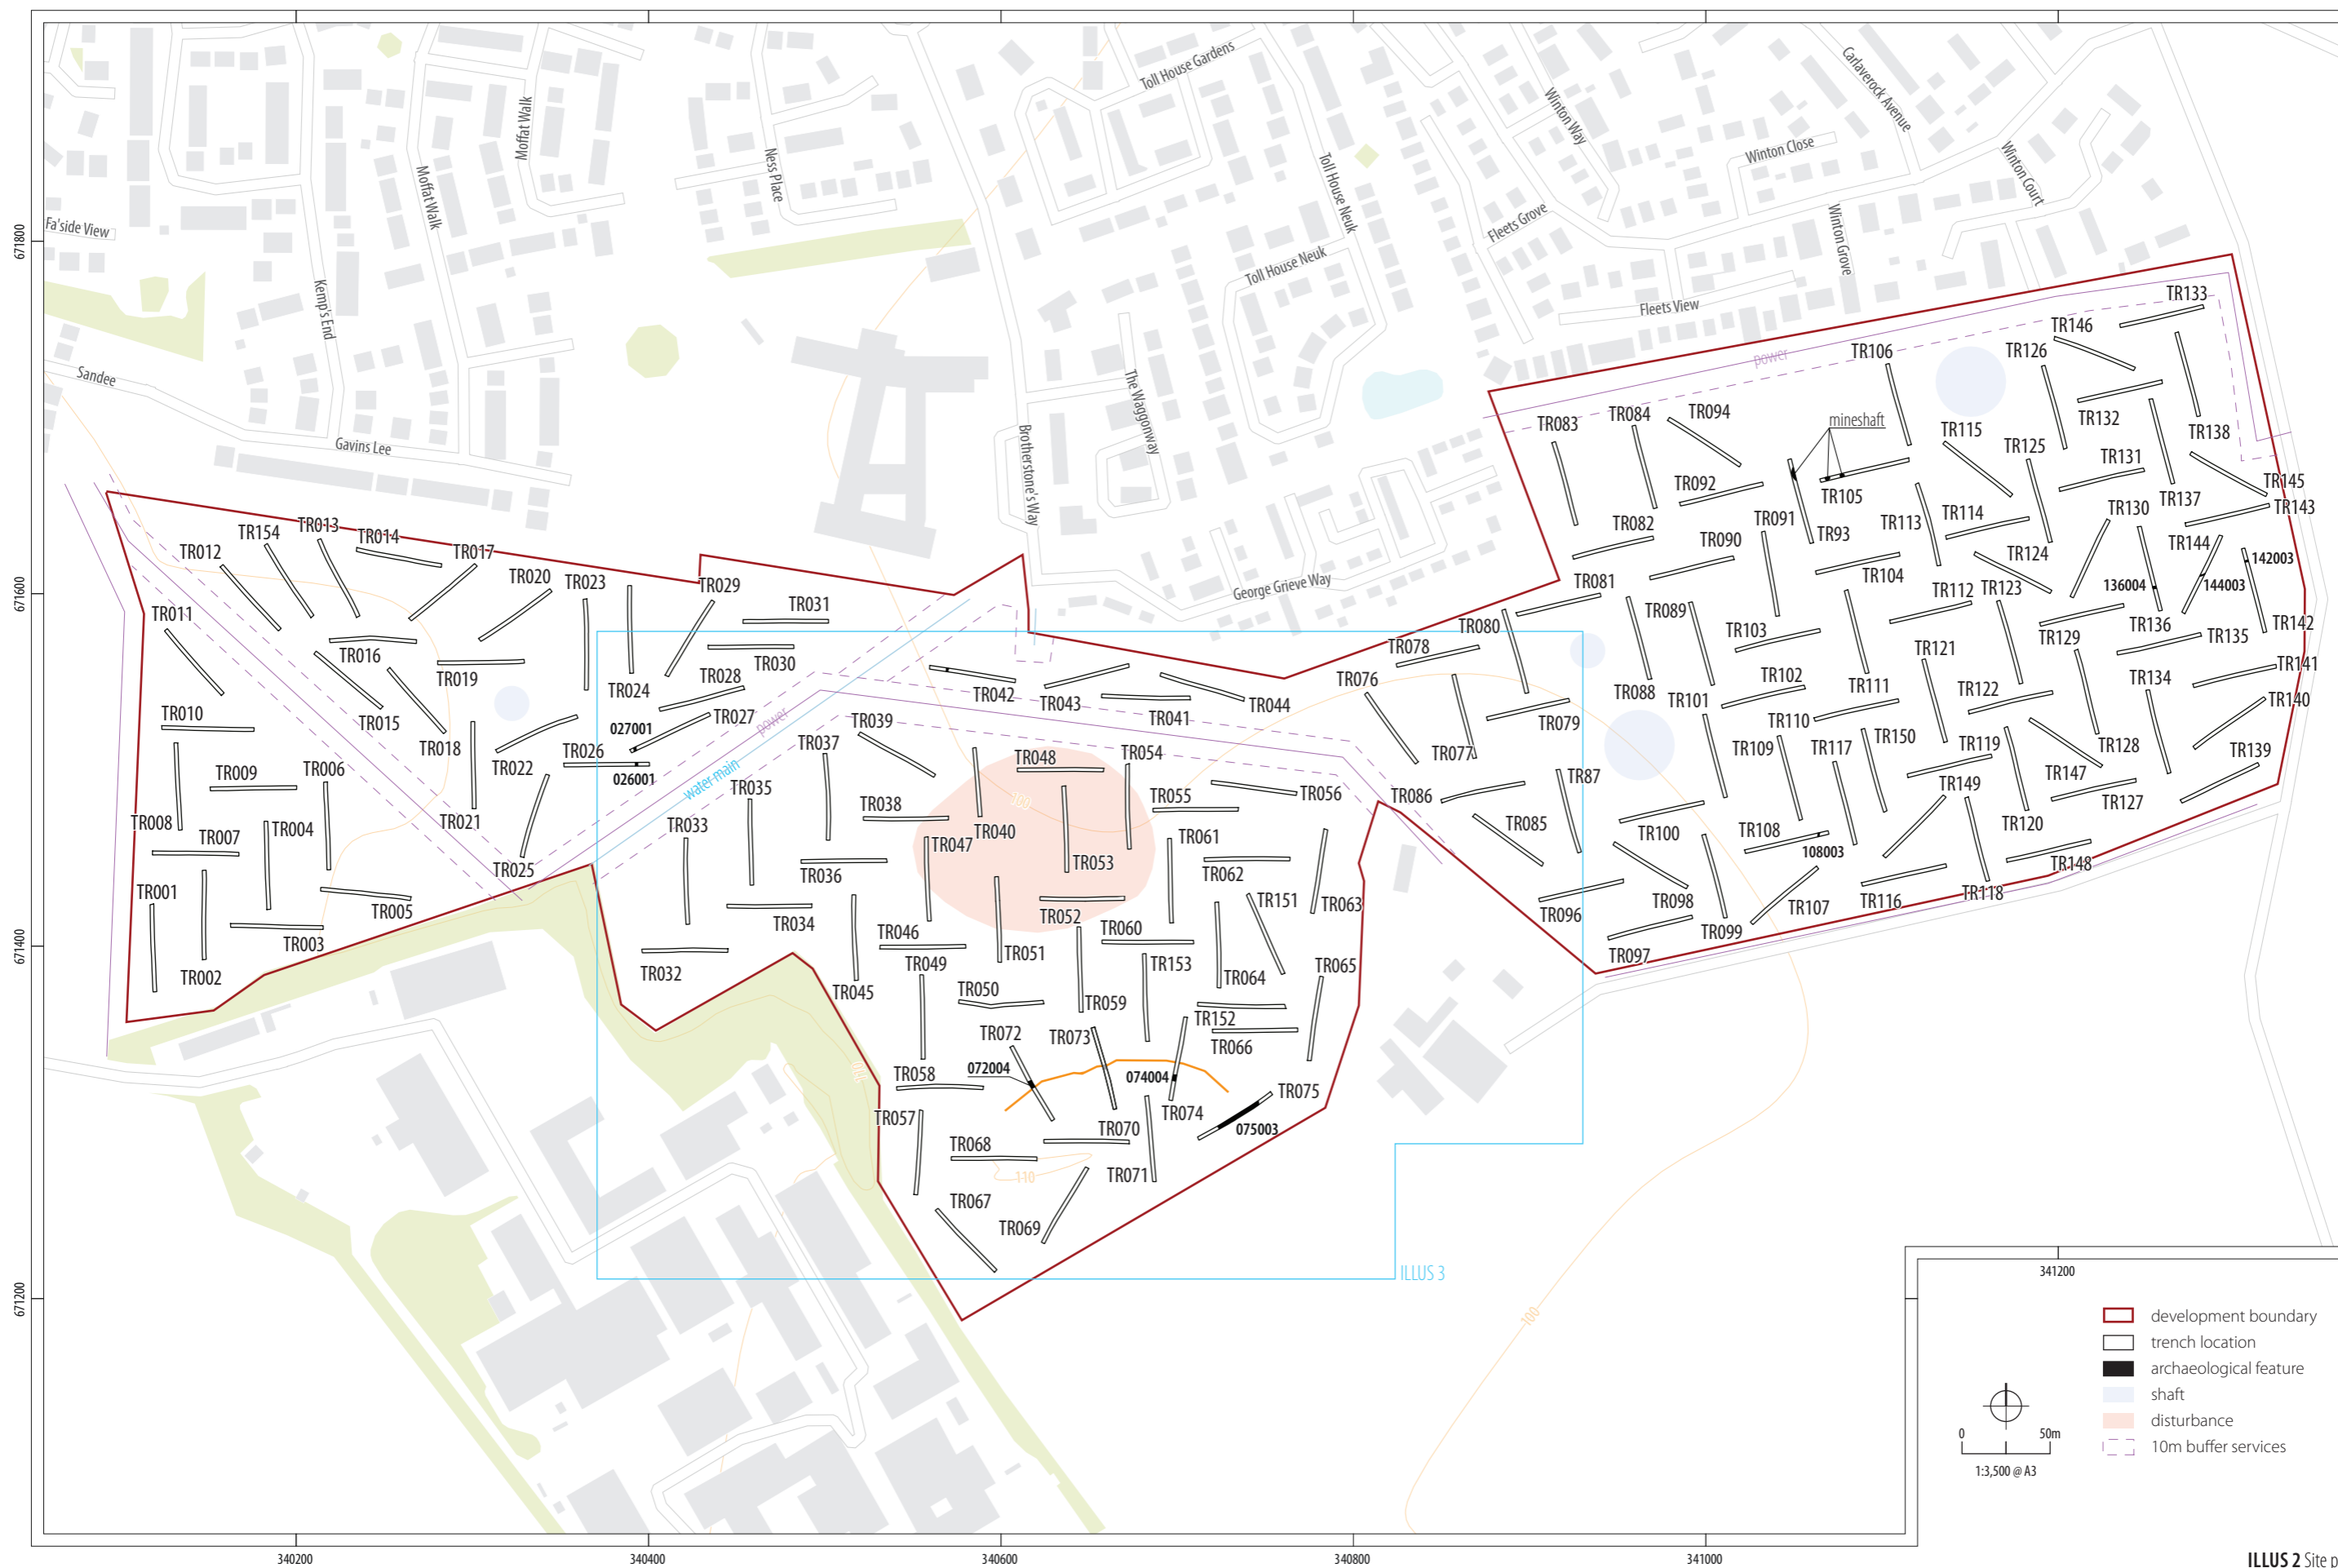 Toll House Gardens
Carlaverock Avenue
Winton Way
Moffat Walk
Moffat Walk
Ness Place
Toll House Neuk
Winton Close
Winton Court
Fa'side View
671800
Kemp's End
Fleets Grove
Toll House Neuk
Winton Grove
Fleets View
TR133
TR146
power
TR106
TR126
Sandee
The Waggonway
TR083
TR084
TR094
mineshaft
TR115
TR132
TR138
Gavins Lee
Brotherstone's Way
TR125
TR131
TR092
TR105
TR137
TR145
TR143
TR154
TR013
TR014
TR012
TR017
TR082
TR091
TR93
TR113
TR114
TR130
TR020
TR023
TR029
TR090
TR104
TR124
TR144
142003
671600
George Grieve Way
TR081
136004
144003
TR011
TR031
TR080
TR089
TR112
TR123
TR136
TR142
TR016
TR030
TR078
TR103
TR129
TR135
TR019
TR024
TR028
TR042
TR043
TR076
TR088
TR102
TR121
TR141
TR010
TR015
TR018
027001
TR027
power
TR039
TR041
TR044
TR079
TR101
TR111
TR122
TR134
TR140
TR009
TR006
TR022
TR026
026001
water main
TR037
TR048
TR054
TR077
TR109
TR110
TR117
TR150
TR119
TR128
TR139
TR008
TR007
TR004
TR021
TR033
TR035
TR038
100
TR055
TR056
TR086
TR87
TR149
TR147
TR127
TR047
TR040
TR061
TR085
TR100
TR108
108003
TR120
TR001
TR025
TR036
TR053
TR062
TR148
TR005
TR034
TR052
TR151
TR063
TR096
TR098
TR107
TR116
TR118
671400
TR003
TR046
TR060
TR099
TR002
TR032
TR051
TR097
TR049
TR153
TR064
TR065
TR045
TR050
TR059
TR072
TR073
TR152
TR066
110
TR058
072004
074004
TR057
TR074
TR075
TR070
075003
TR068
TR071
110
TR067
TR069
671200
ILLUS 3
100
341200
development boundary
trench location
archaeological feature
shaft
disturbance
10m buffer services
0 50m
1:3,500 @ A3
340200
340400
340600
340800
341000
ILLUS 2 Site